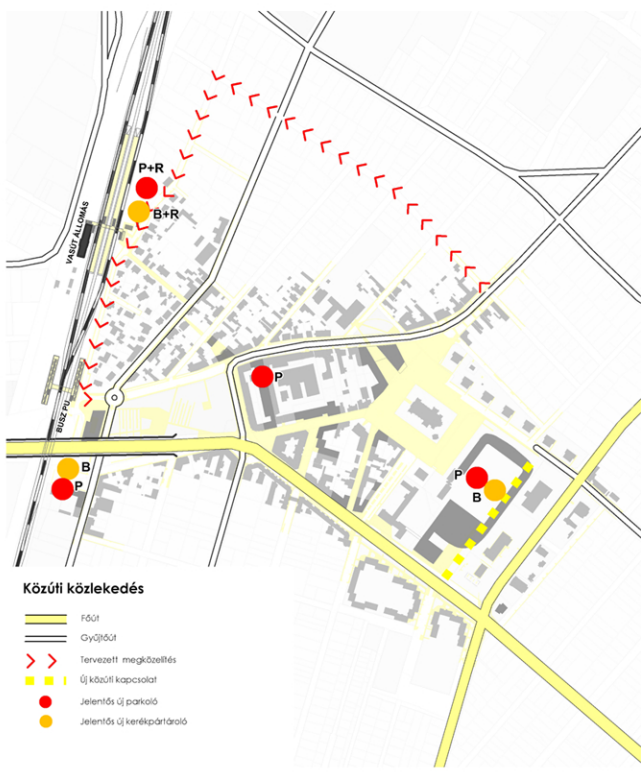 P+R
B+R
VASÚT ÁLLOMÁS
BUSZ PU
P
B
P
P
B
Közúti közlekedés
Főút
Gyűjtőút
Tervezett megközelítés
Új közúti kapcsolat
Jelentős új parkoló
Jelentős új kerékpártároló